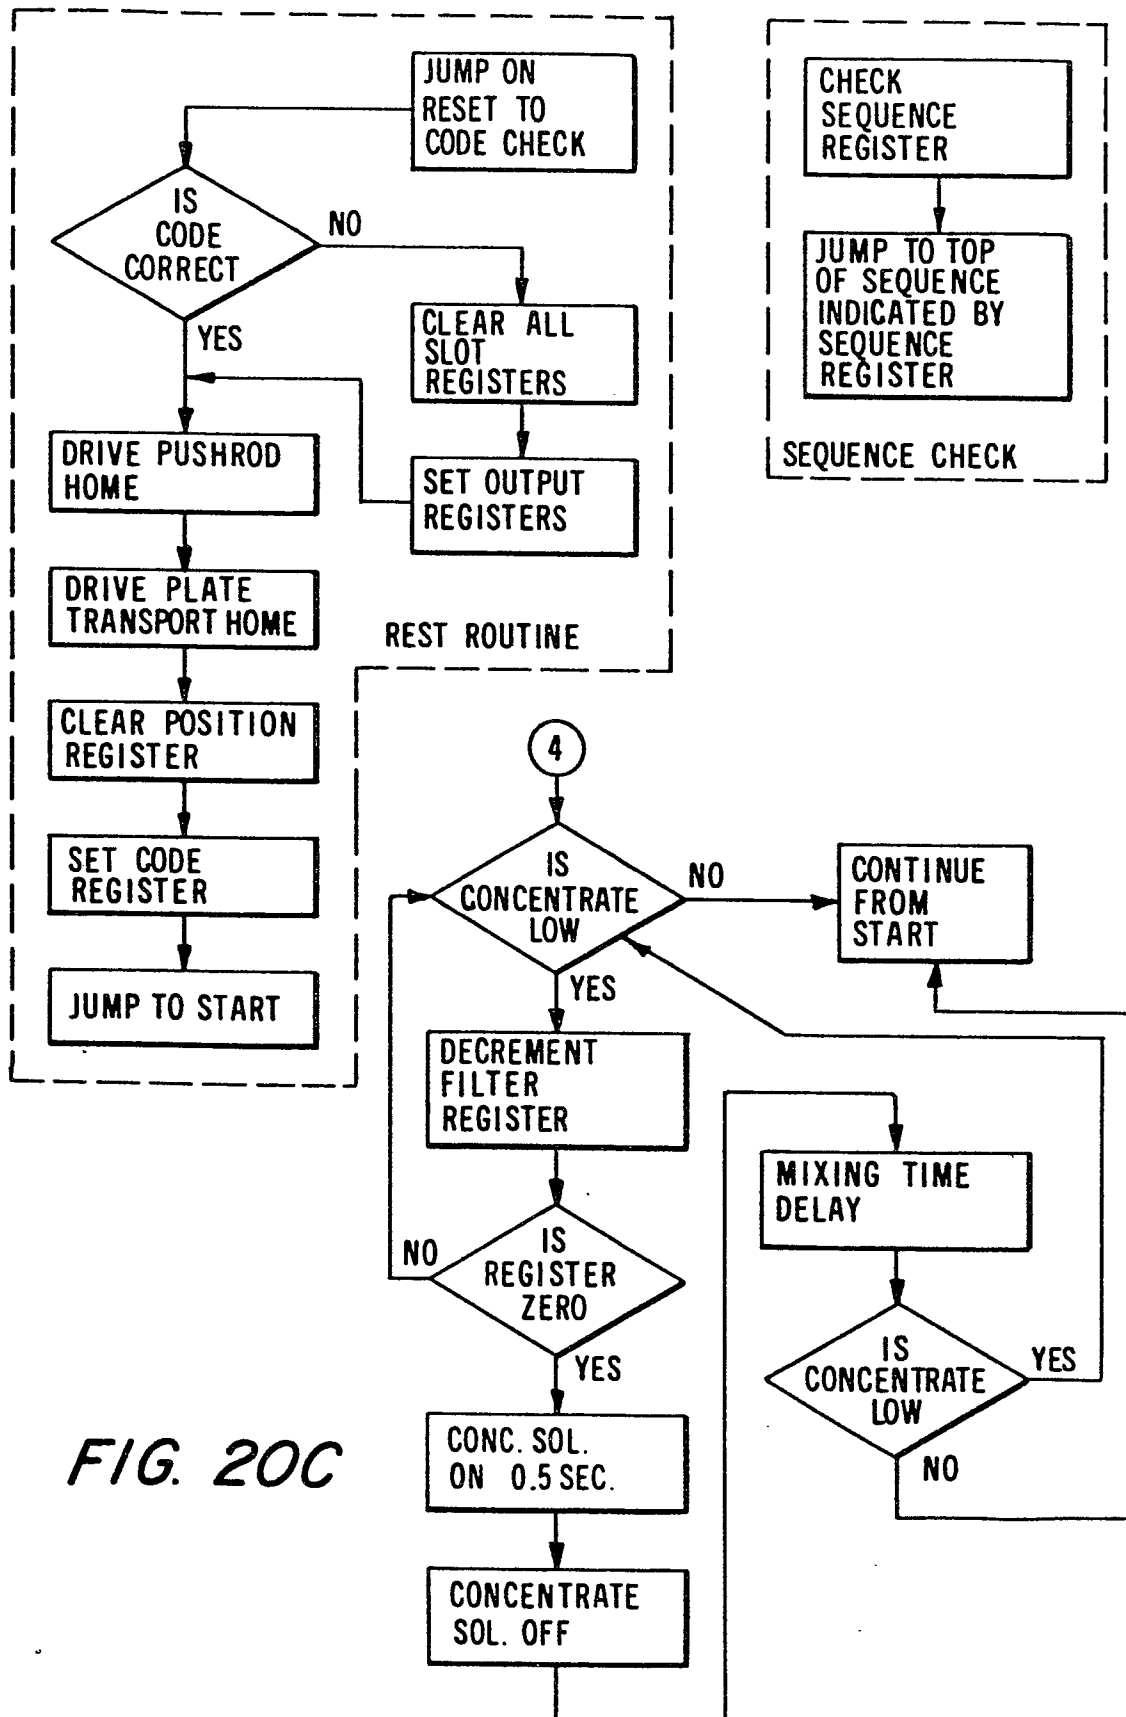 JUMP ON
RESET TO
CODE CHECK
IS
CODE
CORRECT
NO
YES
CLEAR ALL
SLOT
REGISTERS
SET OUTPUT
REGISTERS
DRIVE PUSHROD
HOME
DRIVE PLATE
TRANSPORT HOME
CLEAR POSITION
REGISTER
SET CODE
REGISTER
JUMP TO START
REST ROUTINE
CHECK
SEQUENCE
REGISTER
JUMP TO TOP
OF SEQUENCE
INDICATED BY
SEQUENCE
REGISTER
SEQUENCE CHECK
4
IS
CONCENTRATE
LOW
NO
YES
CONTINUE
FROM
START
DECREMENT
FILTER
REGISTER
IS
REGISTER
ZERO
NO
YES
CONC. SOL.
ON 0.5 SEC.
CONCENTRATE
SOL. OFF
MIXING TIME
DELAY
IS
CONCENTRATE
LOW
YES
NO
FIG. 20C